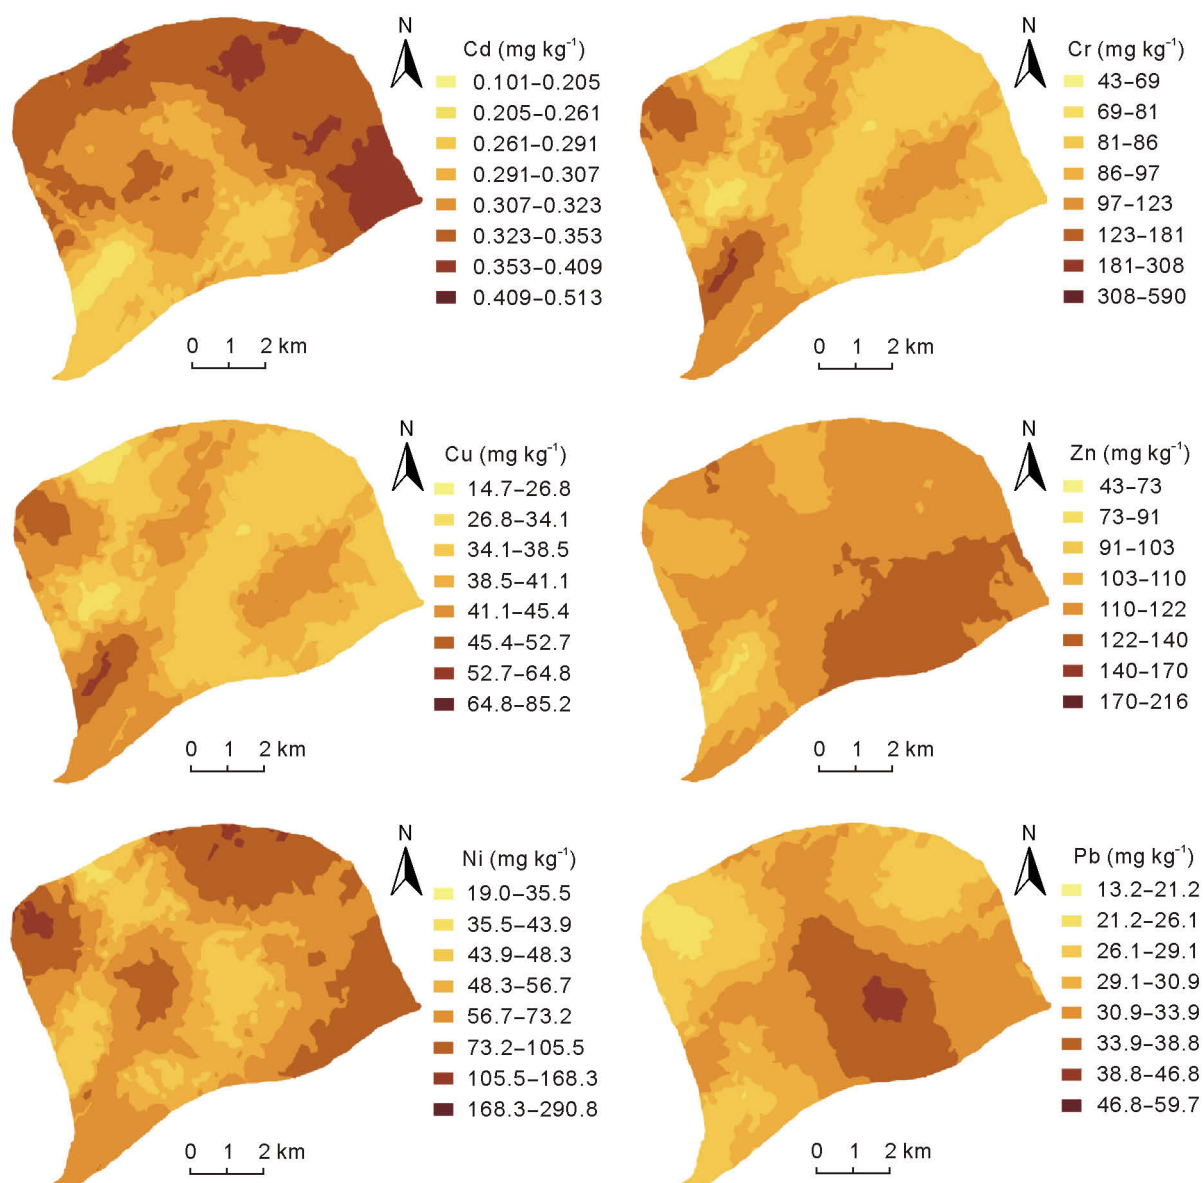 N
Cd (mg kg⁻¹)
0.101–0.205
0.205–0.261
0.261–0.291
0.291–0.307
0.307–0.323
0.323–0.353
0.353–0.409
0.409–0.513
0 1 2 km
N
Cr (mg kg⁻¹)
43–69
69–81
81–86
86–97
97–123
123–181
181–308
308–590
0 1 2 km
N
Cu (mg kg⁻¹)
14.7–26.8
26.8–34.1
34.1–38.5
38.5–41.1
41.1–45.4
45.4–52.7
52.7–64.8
64.8–85.2
0 1 2 km
N
Zn (mg kg⁻¹)
43–73
73–91
91–103
103–110
110–122
122–140
140–170
170–216
0 1 2 km
N
Ni (mg kg⁻¹)
19.0–35.5
35.5–43.9
43.9–48.3
48.3–56.7
56.7–73.2
73.2–105.5
105.5–168.3
168.3–290.8
0 1 2 km
N
Pb (mg kg⁻¹)
13.2–21.2
21.2–26.1
26.1–29.1
29.1–30.9
30.9–33.9
33.9–38.8
38.8–46.8
46.8–59.7
0 1 2 km